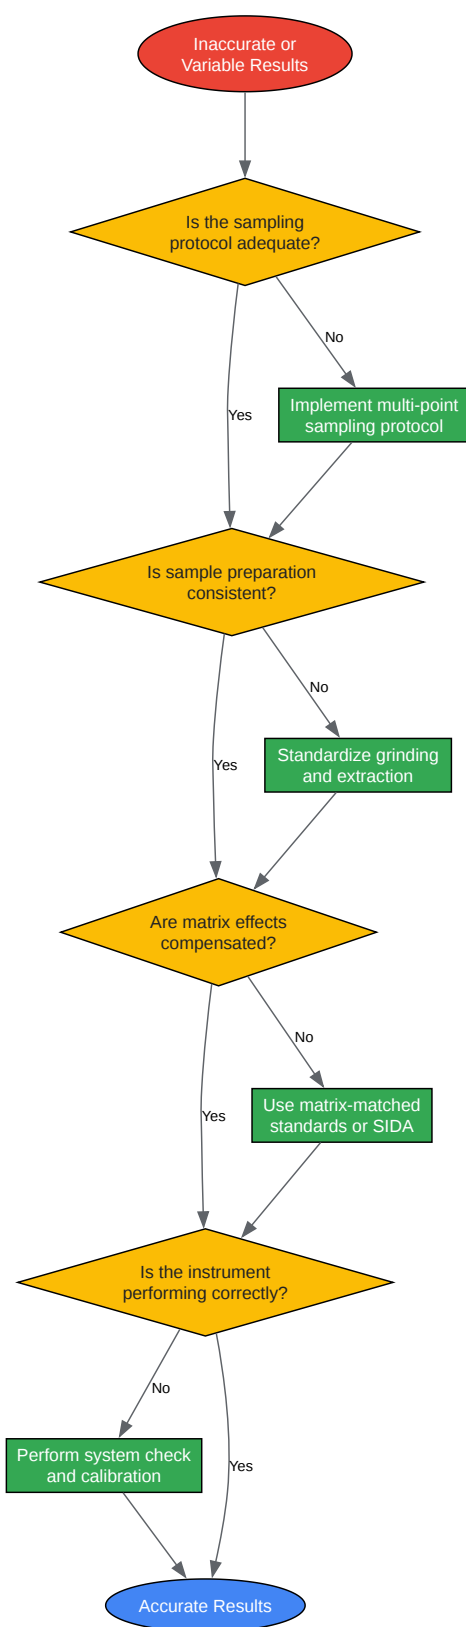 Inaccurate or
Variable Results
Is the sampling
protocol adequate?
No
Yes
Implement multi-point
sampling protocol
Is sample preparation
consistent?
No
Yes
Standardize grinding
and extraction
Are matrix effects
compensated?
No
Yes
Use matrix-matched
standards or SIDA
Is the instrument
performing correctly?
No
Yes
Perform system check
and calibration
Accurate Results